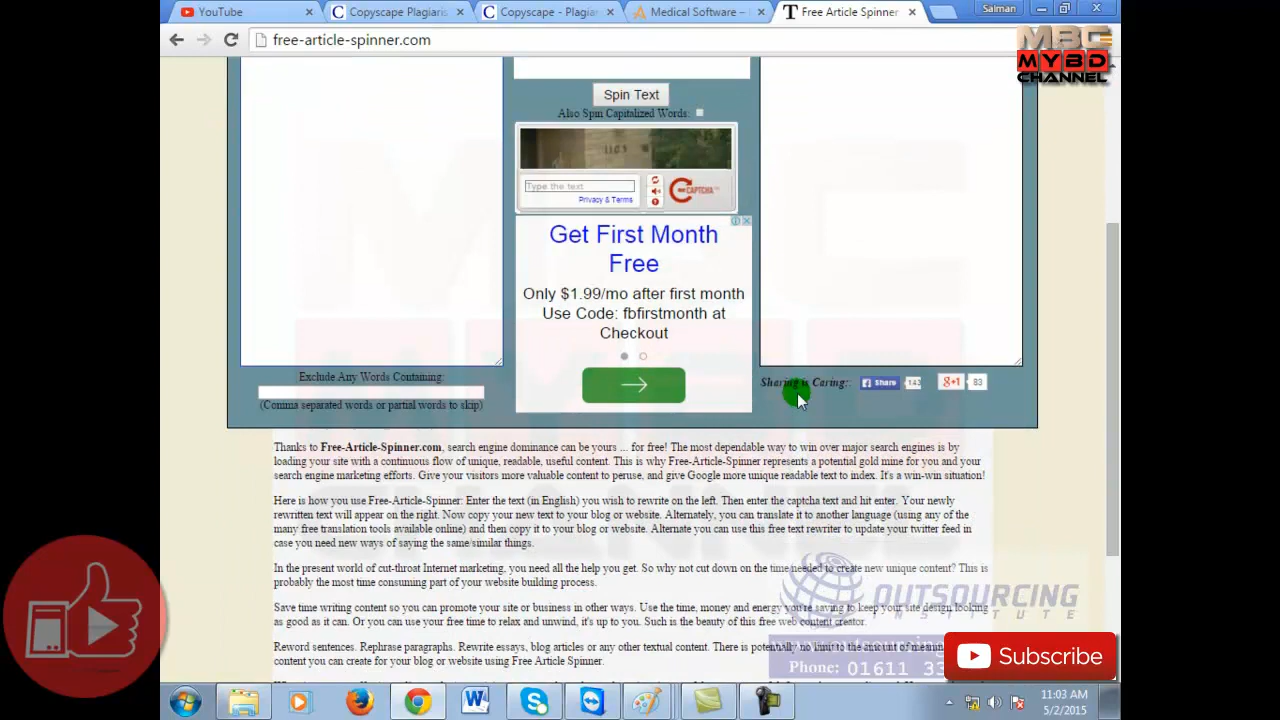 YouTube
Copyscape Plagiaris
Copyscape - Plagia
Medical Software –
Free Article Spinner
Salman
free-article-spinner.com
MBC
MYBD
CHANNEL
Spin Text
Also Spin Capitalized Words:
Type the text
Privacy & Terms
CAPTCHA
Get First Month
Free
Only $1.99/mo after first month
Use Code: fbfirstmonth at
Checkout
Exclude Any Words Containing:
(Comma separated words or partial words to skip)
Sharing is Caring:
Share
143
+1
83
Thanks to Free-Article-Spinner.com, search engine dominance can be yours ... for free! The most dependable way to win over major search engines is by
loading your site with a continuous flow of unique, readable, useful content. This is why Free-Article-Spinner represents a potential gold mine for you and your
search engine marketing efforts. Give your visitors more valuable content to peruse, and give Google more unique readable text to index. It's a win-win situation!
Here is how you use Free-Article-Spinner: Enter the text (in English) you wish to rewrite on the left. Then enter the captcha text and hit enter. Your newly
rewritten text will appear on the right. Now copy your new text to your blog or website. Alternately, you can translate it to another language (using any of the
many free translation tools available online) and then copy it to your blog or website. Alternate you can use this free text rewriter to update your twitter feed in
case you need new ways of saying the same/similar things.
In the present world of cut-throat Internet marketing, you need all the help you get. So why not cut down on the time needed to create new unique content? This is
probably the most time consuming part of your website building process.
Save time writing content so you can promote your site or business in other ways. Use the time, money and energy you're saving to keep your site design looking
as good as it can. Or you can use your free time to relax and unwind, it's up to you. Such is the beauty of this free web content creator.
Reword sentences. Rephrase paragraphs. Rewrite essays, blog articles or any other textual content. There is potentially no limit to the amount of
content you can create for your blog or website using Free Article Spinner.
OUTSOURCING
INSTITUTE
Phone: 01611 33
Subscribe
11:03 AM
5/2/2015